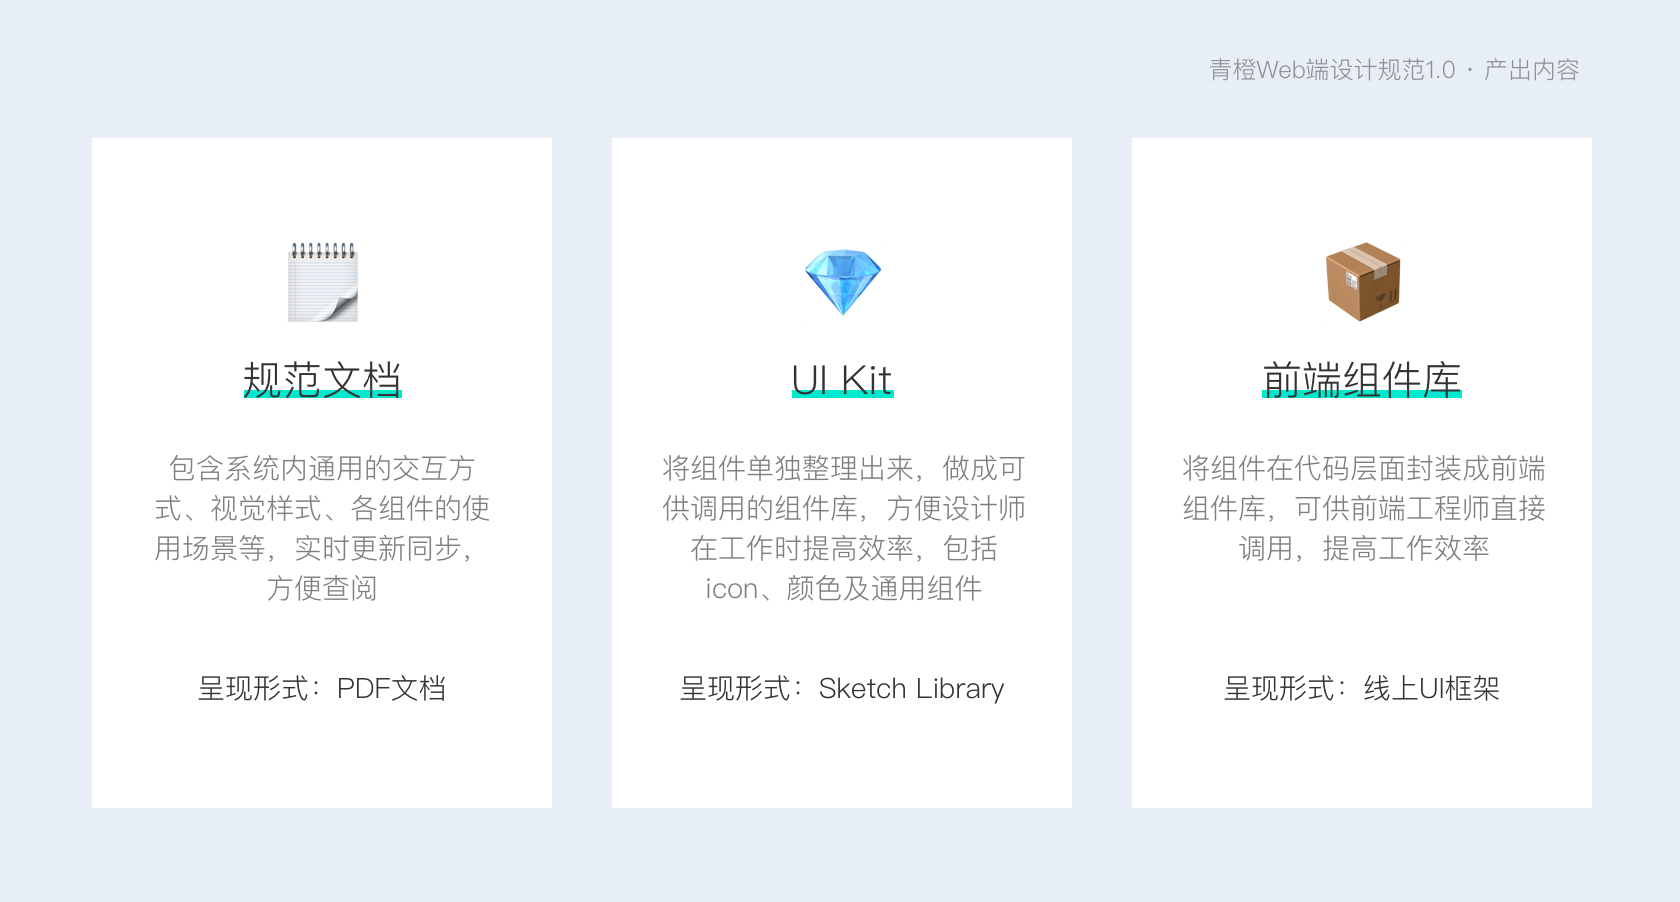 青橙Web端设计规范1.0 · 产出内容
规范文档
包含系统内通用的交互方
式、视觉样式、各组件的使
用场景等，实时更新同步，
方便查阅
呈现形式：PDF文档
UI Kit
将组件单独整理出来，做成可
供调用的组件库，方便设计师
在工作时提高效率，包括
icon、颜色及通用组件
呈现形式：Sketch Library
前端组件库
将组件在代码层面封装成前端
组件库，可供前端工程师直接
调用，提高工作效率
呈现形式：线上UI框架